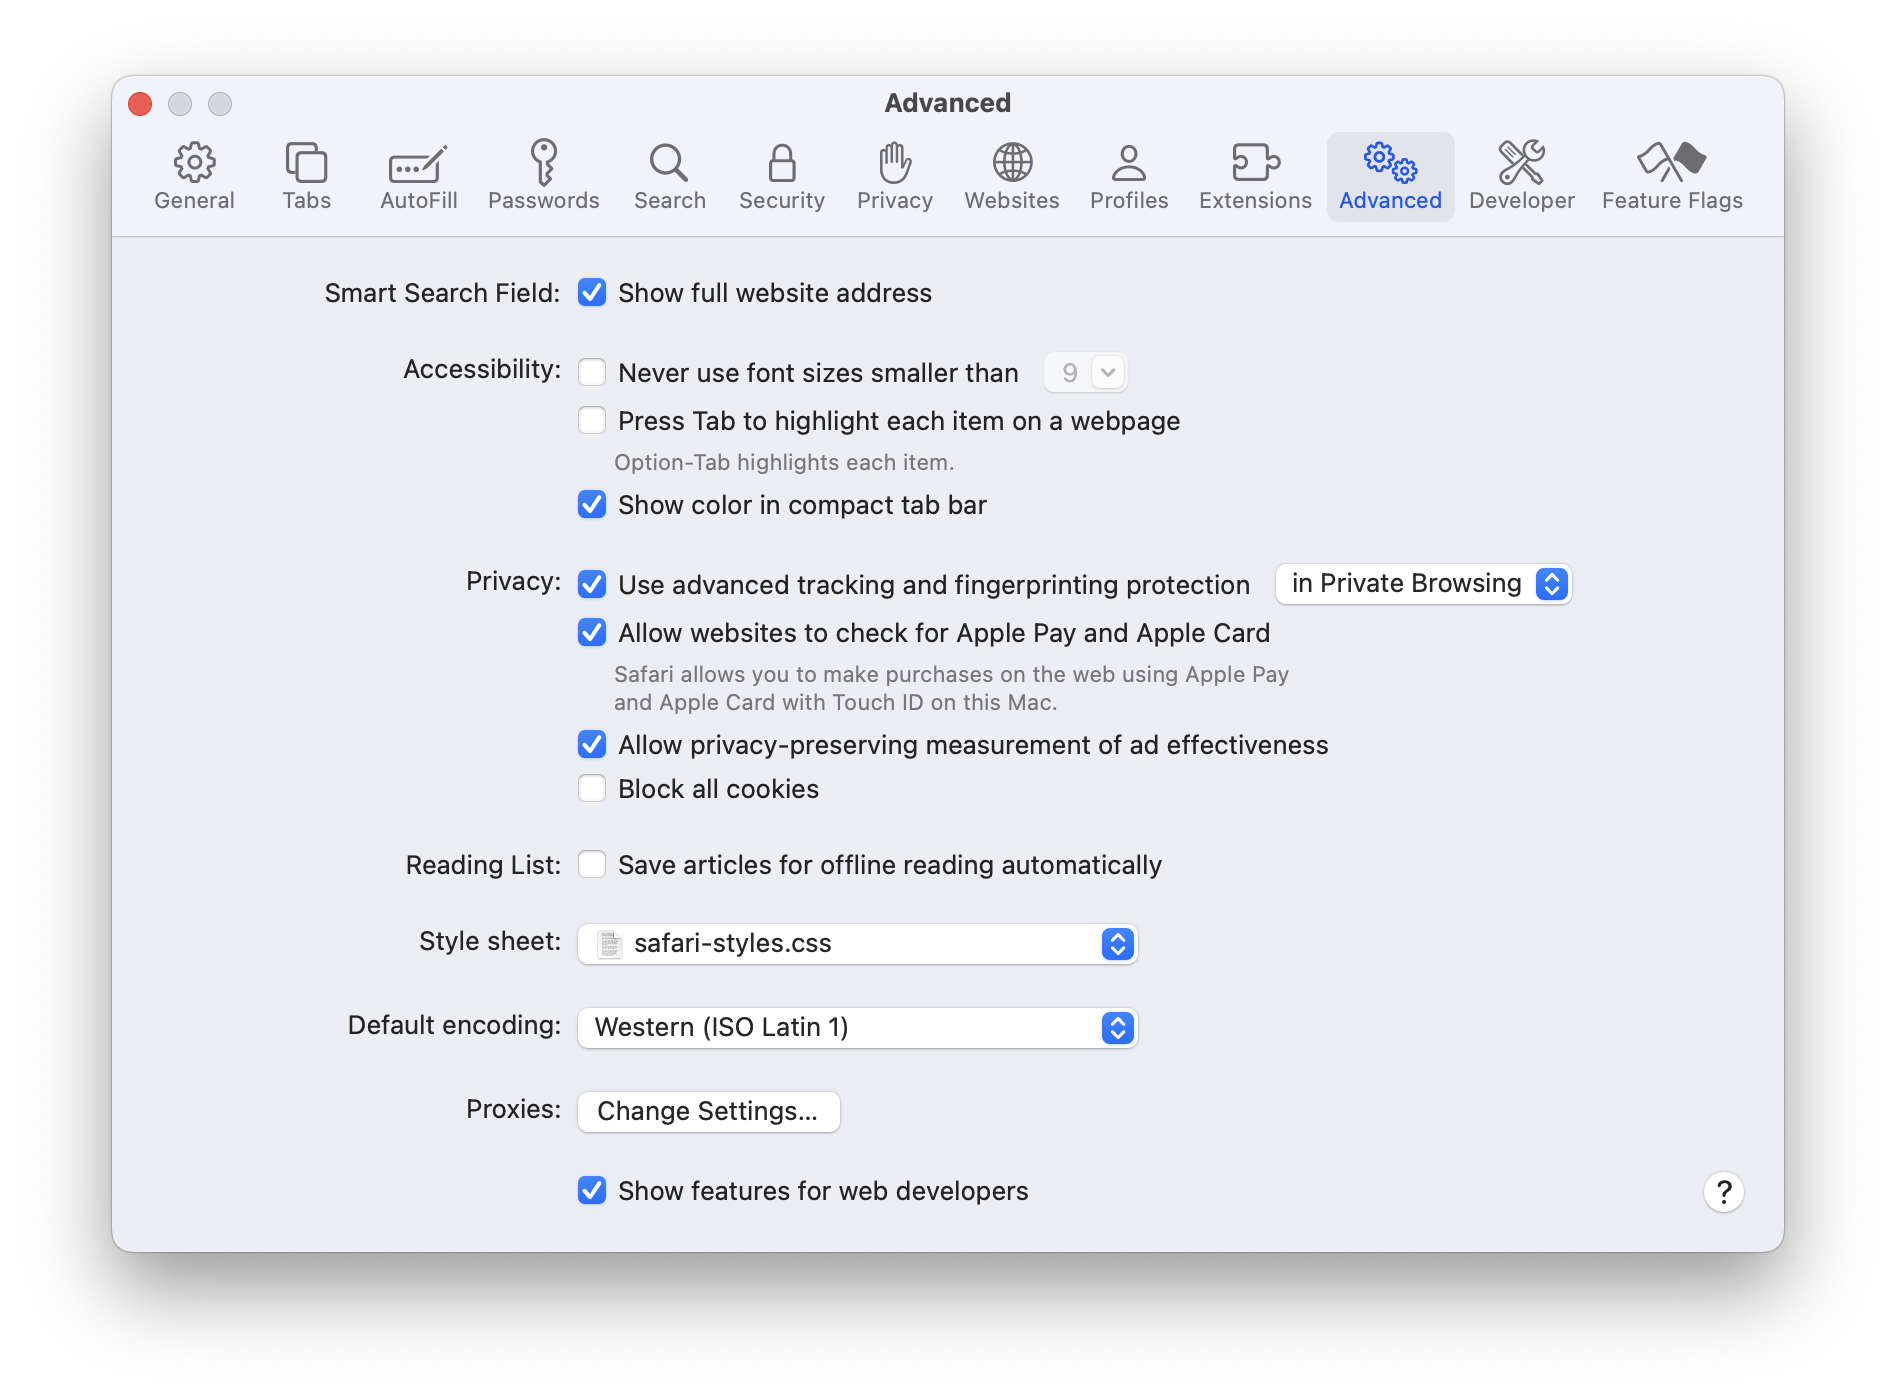 Advanced
General Tabs AutoFill Passwords Search Security Privacy Websites Profiles Extensions Advanced Developer Feature Flags
Smart Search Field: Show full website address
Accessibility: Never use font sizes smaller than 9
Press Tab to highlight each item on a webpage
Option-Tab highlights each item.
Show color in compact tab bar
Privacy: Use advanced tracking and fingerprinting protection in Private Browsing
Allow websites to check for Apple Pay and Apple Card
Safari allows you to make purchases on the web using Apple Pay
and Apple Card with Touch ID on this Mac.
Allow privacy-preserving measurement of ad effectiveness
Block all cookies
Reading List: Save articles for offline reading automatically
Style sheet: safari-styles.css
Default encoding: Western (ISO Latin 1)
Proxies: Change Settings...
Show features for web developers
?